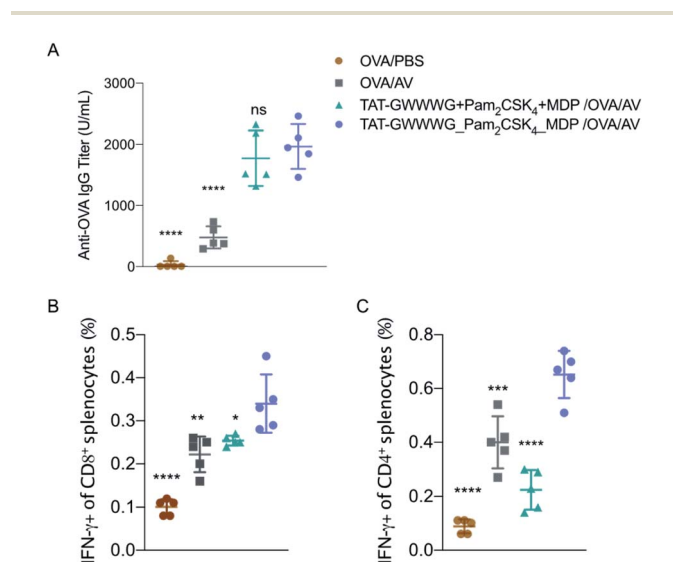 A
OVA/PBS
OVA/AV
TAT-GWWWG+Pam₂CSK₄+MDP /OVA/AV
TAT-GWWWG_Pam₂CSK₄_MDP /OVA/AV
Anti-OVA IgG Titer (U/mL)
3000
2000
1000
0
****
****
ns
B
IFN-γ+ of CD8⁺ splenocytes (%)
0.5
0.4
0.3
0.2
0.1
0.0
****
**
*
C
IFN-γ+ of CD4⁺ splenocytes (%)
0.8
0.6
0.4
0.2
0.0
****
***
****